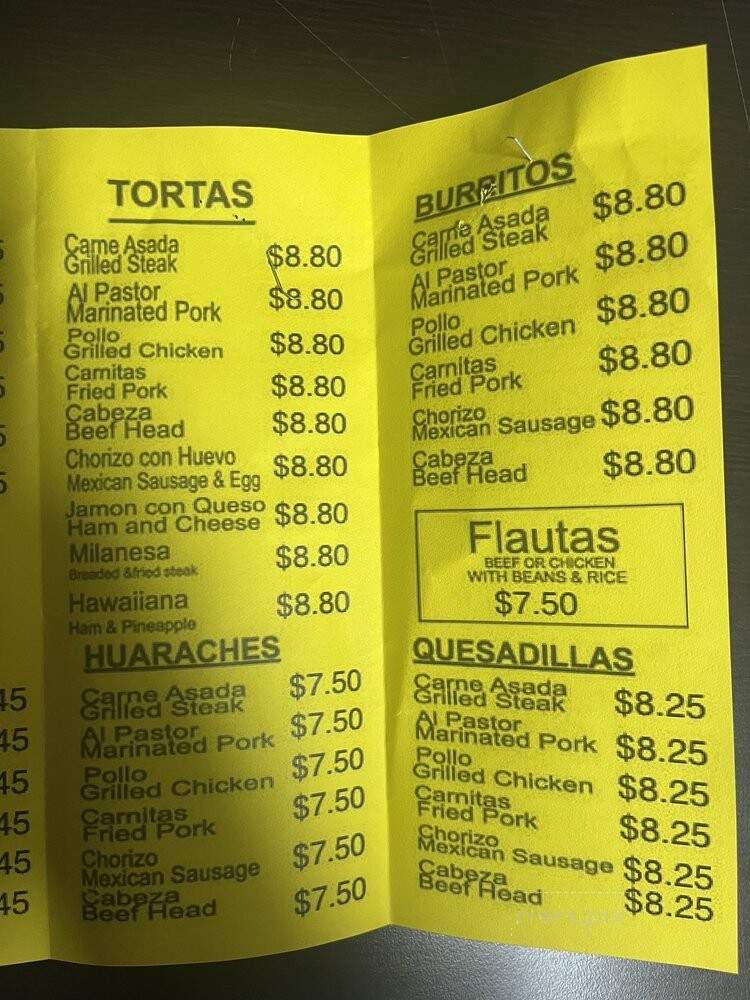 5
5
5
5
5
5
45
45
45
45
45
45
TORTAS
Carne Asada
Grilled Steak $8.80
Al Pastor
Marinated Pork $8.80
Pollo
Grilled Chicken $8.80
Carnitas
Fried Pork $8.80
Cabeza
Beef Head $8.80
Chorizo con Huevo
Mexican Sausage & Egg $8.80
Jamon con Queso
Ham and Cheese $8.80
Milanesa $8.80
Breaded &fried steak
Hawaiiana $8.80
Ham & Pineapple
HUARACHES
Carne Asada
Grilled Steak $7.50
Al Pastor
Marinated Pork $7.50
Pollo
Grilled Chicken $7.50
Carnitas
Fried Pork $7.50
Chorizo
Mexican Sausage $7.50
Cabeza
Beef Head $7.50
BURRITOS
Carne Asada
Grilled Steak $8.80
Al Pastor
Marinated Pork $8.80
Pollo
Grilled Chicken $8.80
Carnitas
Fried Pork $8.80
Chorizo
Mexican Sausage $8.80
Cabeza
Beef Head $8.80
Flautas
BEEF OR CHICKEN
WITH BEANS & RICE
$7.50
QUESADILLAS
Carne Asada
Grilled Steak $8.25
Al Pastor
Marinated Pork $8.25
Pollo
Grilled Chicken $8.25
Carnitas
Fried Pork $8.25
Chorizo
Mexican Sausage $8.25
Cabeza
Beef Head $8.25